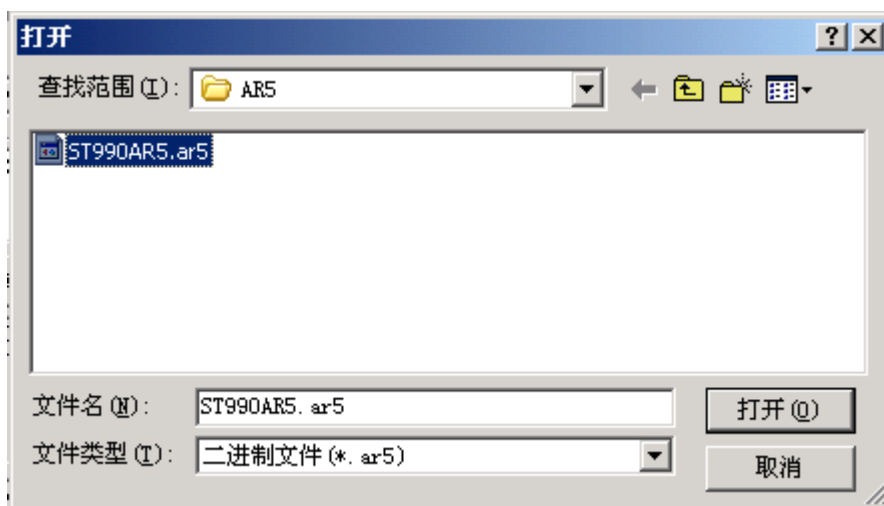 打开
查找范围(I): AR5
ST990AR5.ar5
文件名(N): ST990AR5.ar5 打开(O)
文件类型(T): 二进制文件(*.ar5) 取消